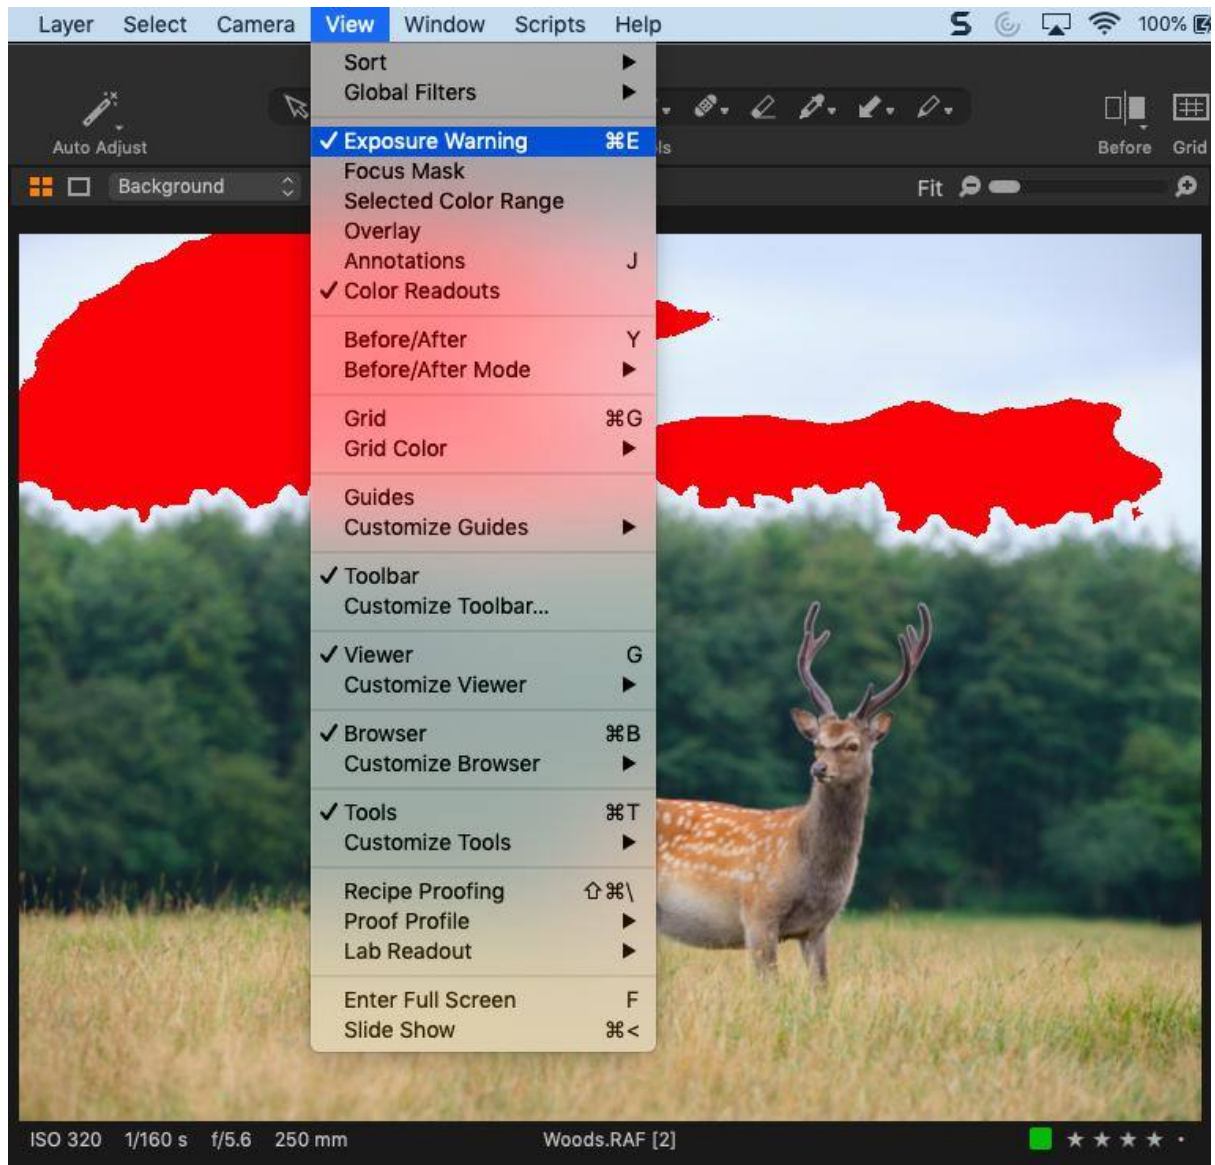 Layer Select Camera View Window Scripts Help 100%
Sort
Global Filters
Auto Adjust
✓ Exposure Warning ⌘E
ls
Before Grid
Focus Mask
Background
Selected Color Range
Fit
Overlay
Annotations J
✓ Color Readouts
Before/After Y
Before/After Mode
Grid ⌘G
Grid Color
Guides
Customize Guides
✓ Toolbar
Customize Toolbar...
✓ Viewer G
Customize Viewer
✓ Browser ⌘B
Customize Browser
✓ Tools ⌘T
Customize Tools
Recipe Proofing ⇧⌘\
Proof Profile
Lab Readout
Enter Full Screen F
Slide Show ⌘<
ISO 320 1/160 s f/5.6 250 mm Woods.RAF [2]